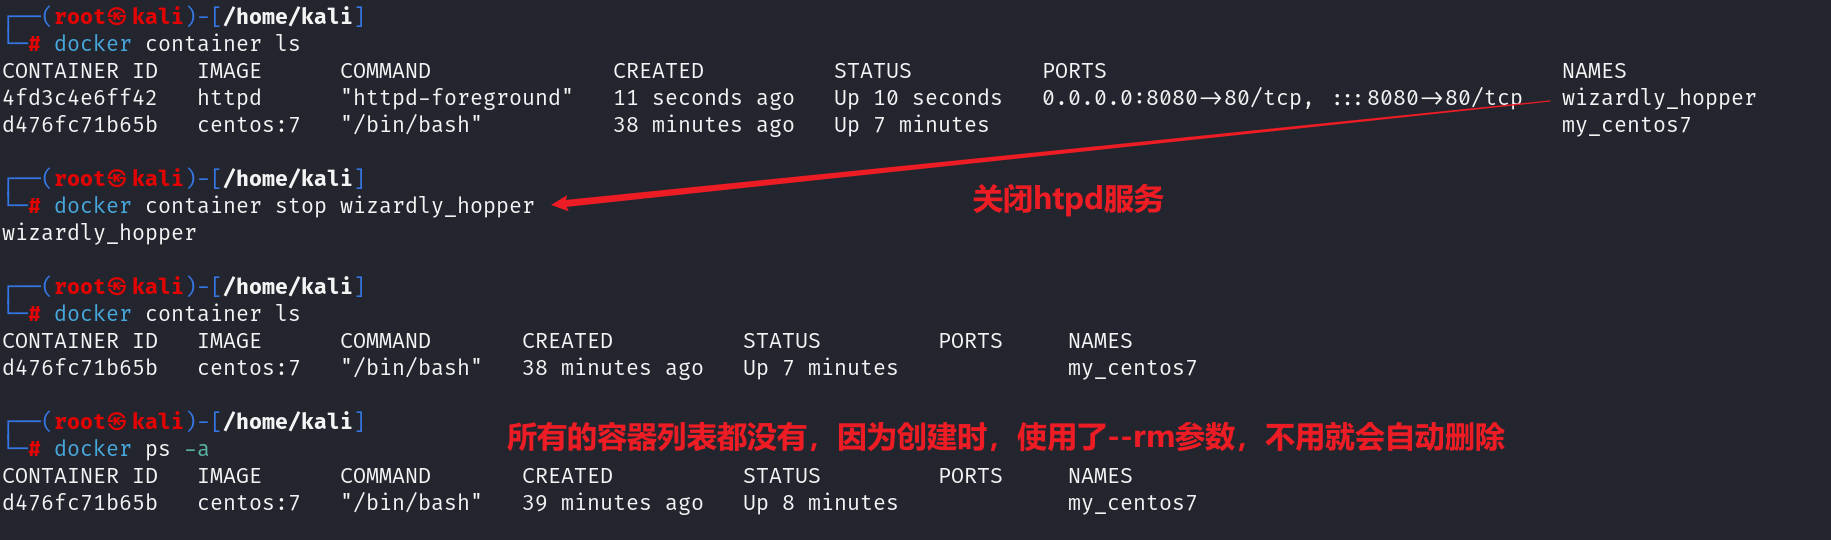 ┌──(root㉿kali)-[/home/kali]
└─# docker container ls
CONTAINER ID   IMAGE      COMMAND              CREATED          STATUS          PORTS                                   NAMES
4fd3c4e6ff42   httpd      "httpd-foreground"   11 seconds ago   Up 10 seconds   0.0.0.0:8080->80/tcp, :::8080->80/tcp   wizardly_hopper
d476fc71b65b   centos:7   "/bin/bash"          38 minutes ago   Up 7 minutes                                            my_centos7
┌──(root㉿kali)-[/home/kali]
└─# docker container stop wizardly_hopper
关闭htpd服务
wizardly_hopper
┌──(root㉿kali)-[/home/kali]
└─# docker container ls
CONTAINER ID   IMAGE      COMMAND       CREATED          STATUS         PORTS     NAMES
d476fc71b65b   centos:7   "/bin/bash"   38 minutes ago   Up 7 minutes             my_centos7
┌──(root㉿kali)-[/home/kali]
└─# docker ps -a
所有的容器列表都没有，因为创建时，使用了--rm参数，不用就会自动删除
CONTAINER ID   IMAGE      COMMAND       CREATED          STATUS         PORTS     NAMES
d476fc71b65b   centos:7   "/bin/bash"   39 minutes ago   Up 8 minutes             my_centos7